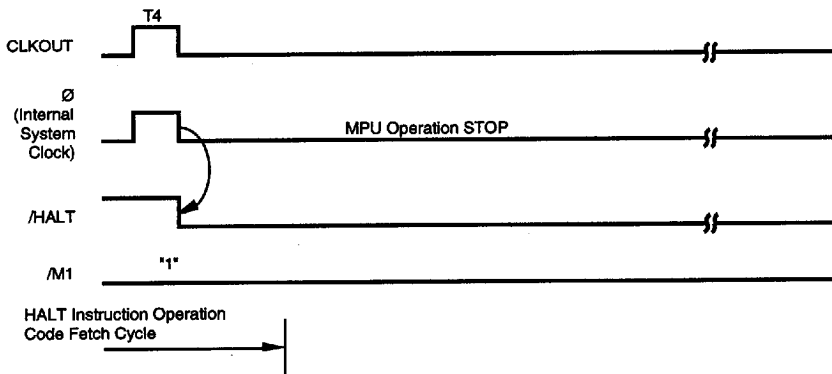 T4
CLKOUT
Ø
(Internal
System
Clock)
MPU Operation STOP
/HALT
"1"
/M1
HALT Instruction Operation
Code Fetch Cycle